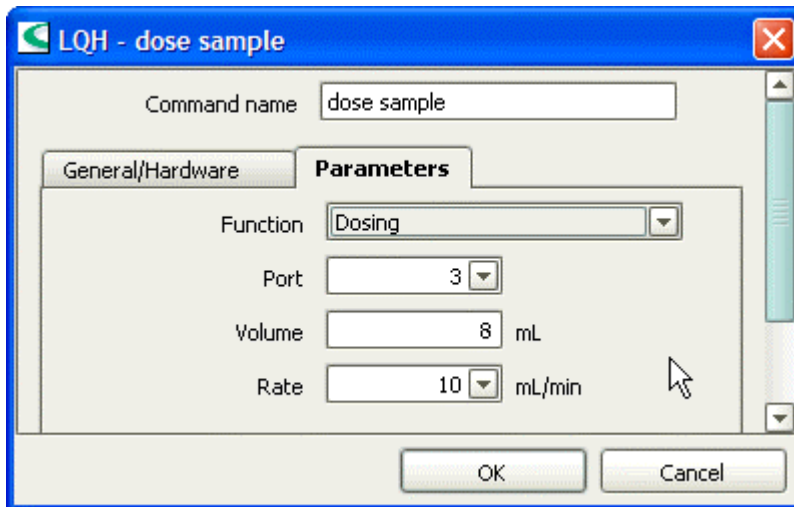 LQH - dose sample
Command name dose sample
General/Hardware Parameters
Function Dosing
Port 3
Volume 8 mL
Rate 10 mL/min
OK Cancel